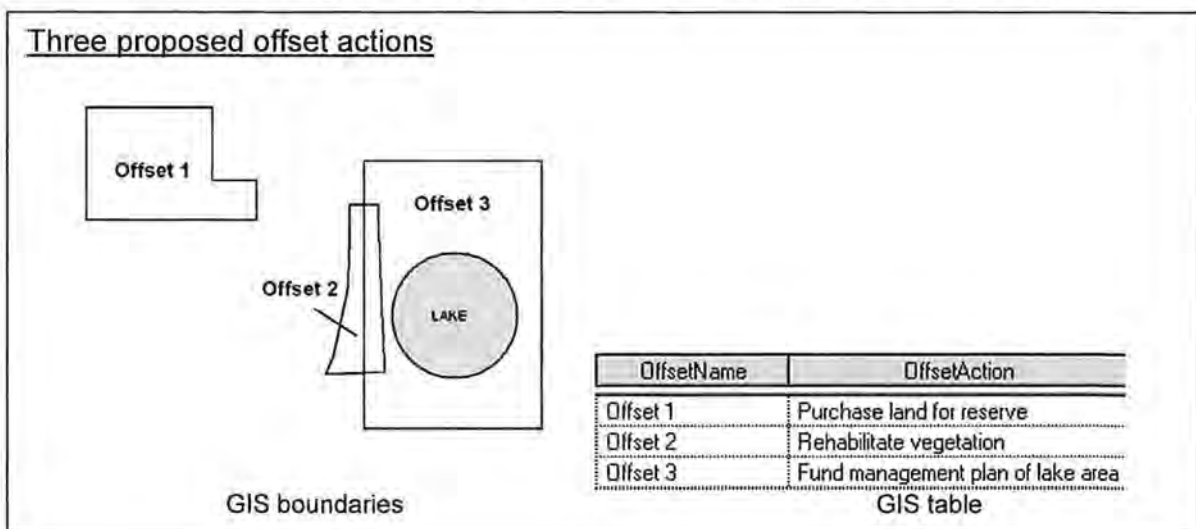 Three proposed offset actions
Offset 1
Offset 3
Offset 2
LAKE
OffsetName OffsetAction
Offset 1 Purchase land for reserve
Offset 2 Rehabilitate vegetation
Offset 3 Fund management plan of lake area
GIS boundaries GIS table